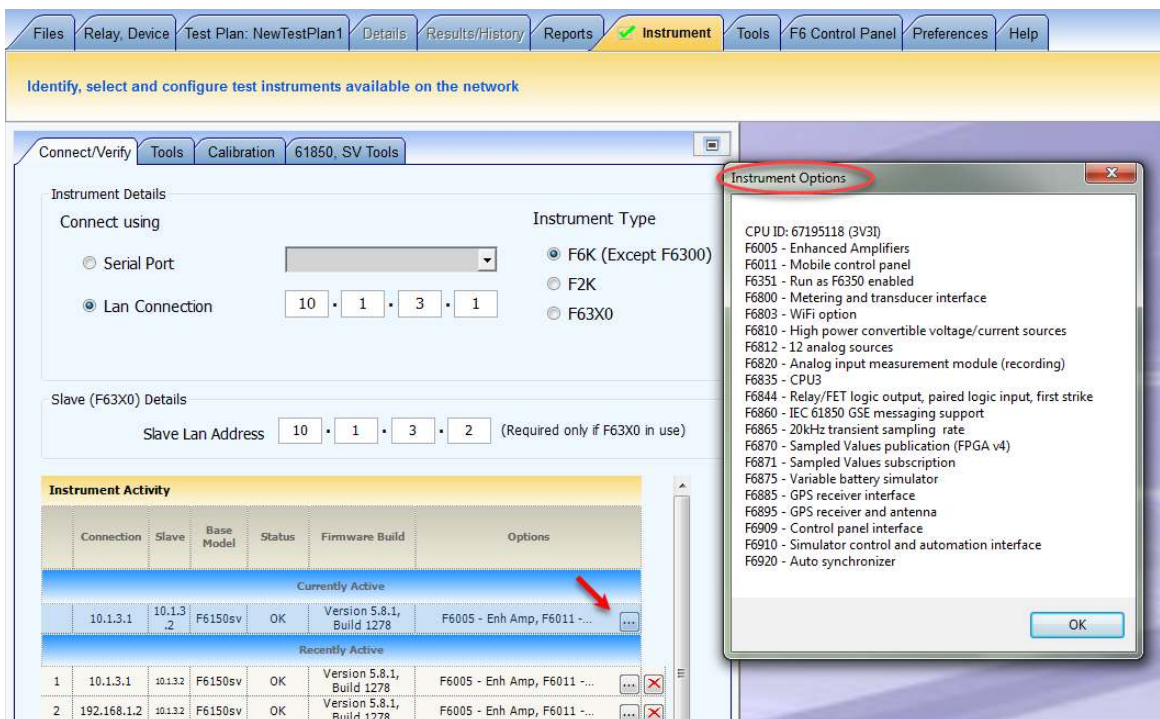 Files
Relay, Device
Test Plan: NewTestPlan1
Details
Results/History
Reports
Instrument
Tools
F6 Control Panel
Preferences
Help
Identify, select and configure test instruments available on the network
Connect/Verify
Tools
Calibration
61850, SV Tools
Instrument Details
Connect using
Serial Port
Lan Connection
10 . 1 . 3 . 1
Instrument Type
F6K (Except F6300)
F2K
F63X0
Slave (F63X0) Details
Slave Lan Address
10 . 1 . 3 . 2
(Required only if F63X0 in use)
Instrument Activity
Connection Slave Base Model Status Firmware Build Options
Currently Active
10.1.3.1 10.1.3.2 F6150sv OK Version 5.8.1, Build 1278 F6005 - Enh Amp, F6011 -... ...
Recently Active
1 10.1.3.1 10.1.3.2 F6150sv OK Version 5.8.1, Build 1278 F6005 - Enh Amp, F6011 -... ...
2 192.168.1.2 10.1.3.2 F6150sv OK Version 5.8.1, Build 1278 F6005 - Enh Amp, F6011 -... ...
Instrument Options
CPU ID: 67195118 (3V3I)
F6005 - Enhanced Amplifiers
F6011 - Mobile control panel
F6351 - Run as F6350 enabled
F6800 - Metering and transducer interface
F6803 - WiFi option
F6810 - High power convertible voltage/current sources
F6812 - 12 analog sources
F6820 - Analog input measurement module (recording)
F6835 - CPU3
F6844 - Relay/FET logic output, paired logic input, first strike
F6860 - IEC 61850 GSE messaging support
F6865 - 20kHz transient sampling rate
F6870 - Sampled Values publication (FPGA v4)
F6871 - Sampled Values subscription
F6875 - Variable battery simulator
F6885 - GPS receiver interface
F6895 - GPS receiver and antenna
F6909 - Control panel interface
F6910 - Simulator control and automation interface
F6920 - Auto synchronizer
OK